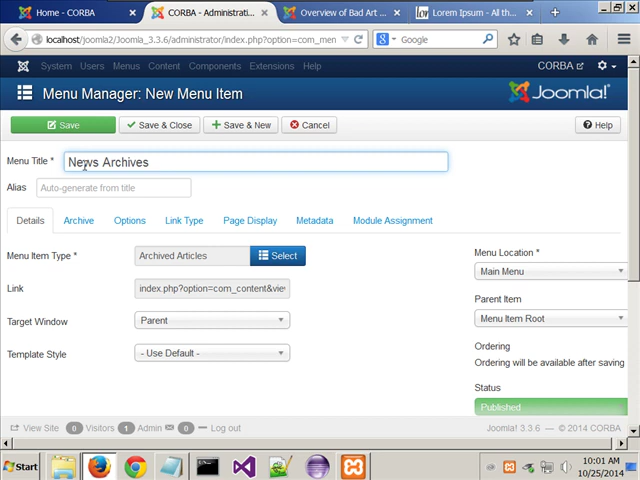 Home - CORBA
CORBA - Administrati...
Overview of Bad Art ...
Lorem Ipsum - All th...
localhost/joomla2/Joomla_3.3.6/administrator/index.php?option=com_men
Google
System Users Menus Content Components Extensions Help
CORBA
Menu Manager: New Menu Item
Joomla!
Save
Save & Close
Save & New
Cancel
Help
Menu Title *
News Archives
Alias
Auto-generate from title
Details
Archive
Options
Link Type
Page Display
Metadata
Module Assignment
Menu Item Type *
Archived Articles
Select
Menu Location *
Main Menu
Link
index.php?option=com_content&vie
Parent Item
Menu Item Root
Target Window
Parent
Ordering
Ordering will be available after saving
Template Style
- Use Default -
Status
Published
View Site 0 Visitors 1 Admin 0 Log out
Joomla! 3.3.6 — © 2014 CORBA
Start
10:01 AM
10/25/2014